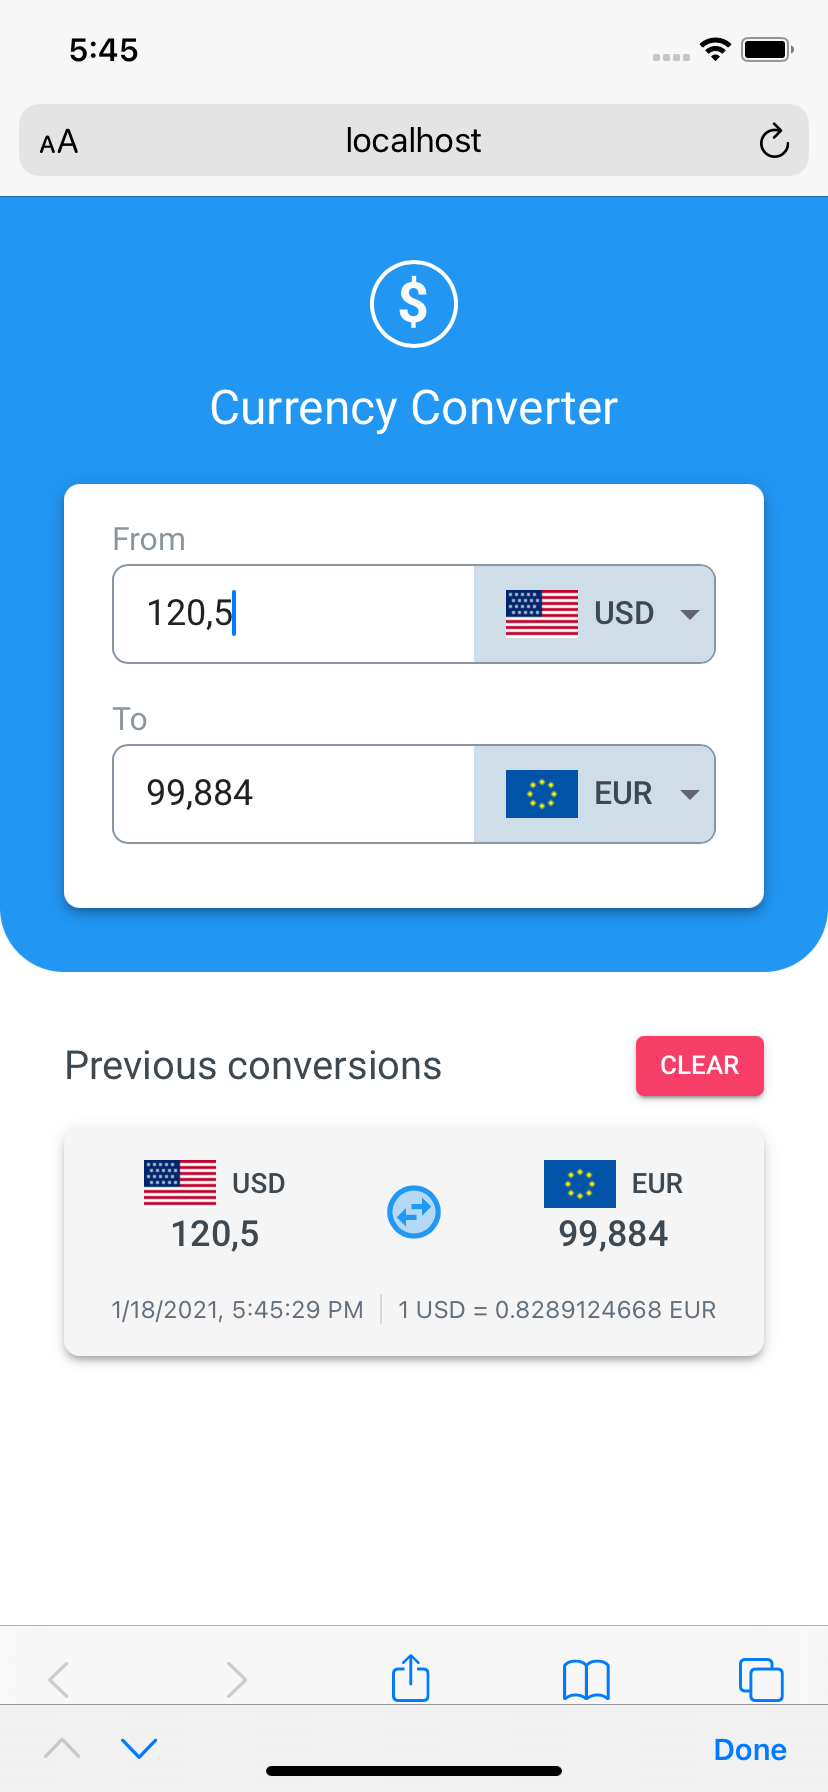 5:45
AA
localhost
$
Currency Converter
From
120,5
USD
To
99,884
EUR
Previous conversions
CLEAR
USD
120,5
EUR
99,884
1/18/2021, 5:45:29 PM
1 USD = 0.8289124668 EUR
Done